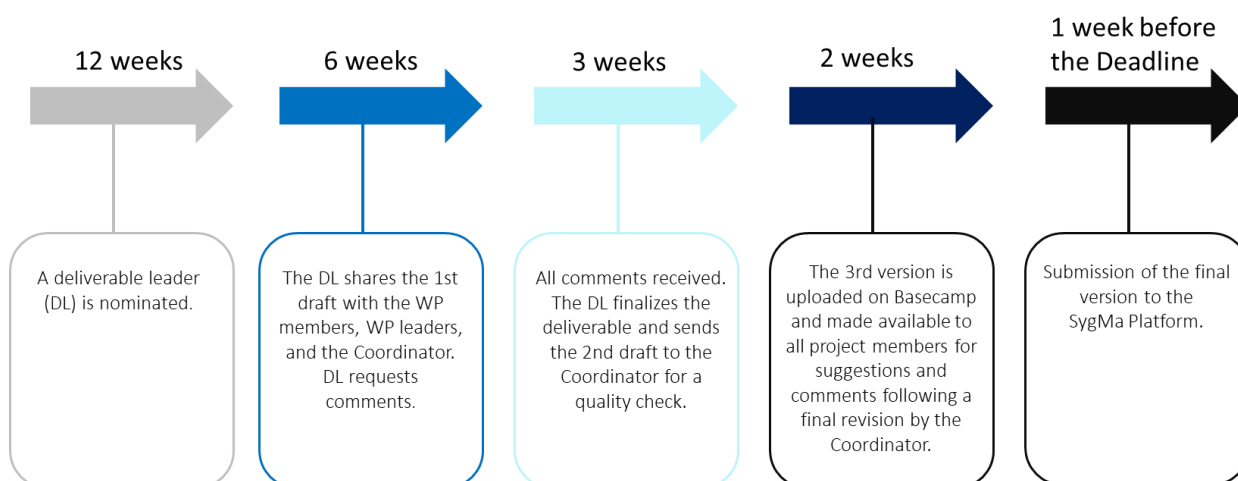 12 weeks
6 weeks
3 weeks
2 weeks
1 week before
the Deadline
A deliverable leader
(DL) is nominated.
The DL shares the 1st
draft with the WP
members, WP leaders,
and the Coordinator.
DL requests
comments.
All comments received.
The DL finalizes the
deliverable and sends
the 2nd draft to the
Coordinator for a
quality check.
The 3rd version is
uploaded on Basecamp
and made available to
all project members for
suggestions and
comments following a
final revision by the
Coordinator.
Submission of the final
version to the
SygMa Platform.